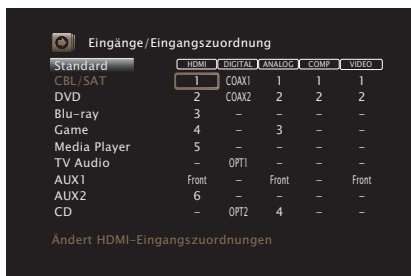 Eingänge/Eingangszuordnung
Standard HDMI DIGITAL ANALOG COMP VIDEO
CBL/SAT 1 COAX1 1 1 1
DVD 2 COAX2 2 2 2
Blu-ray 3 – – – –
Game 4 – 3 – –
Media Player 5 – – – –
TV Audio – OPT1 – – –
AUX1 Front – Front – Front
AUX2 6 – – – –
CD – OPT2 4 – –
Ändert HDMI-Eingangszuordnungen